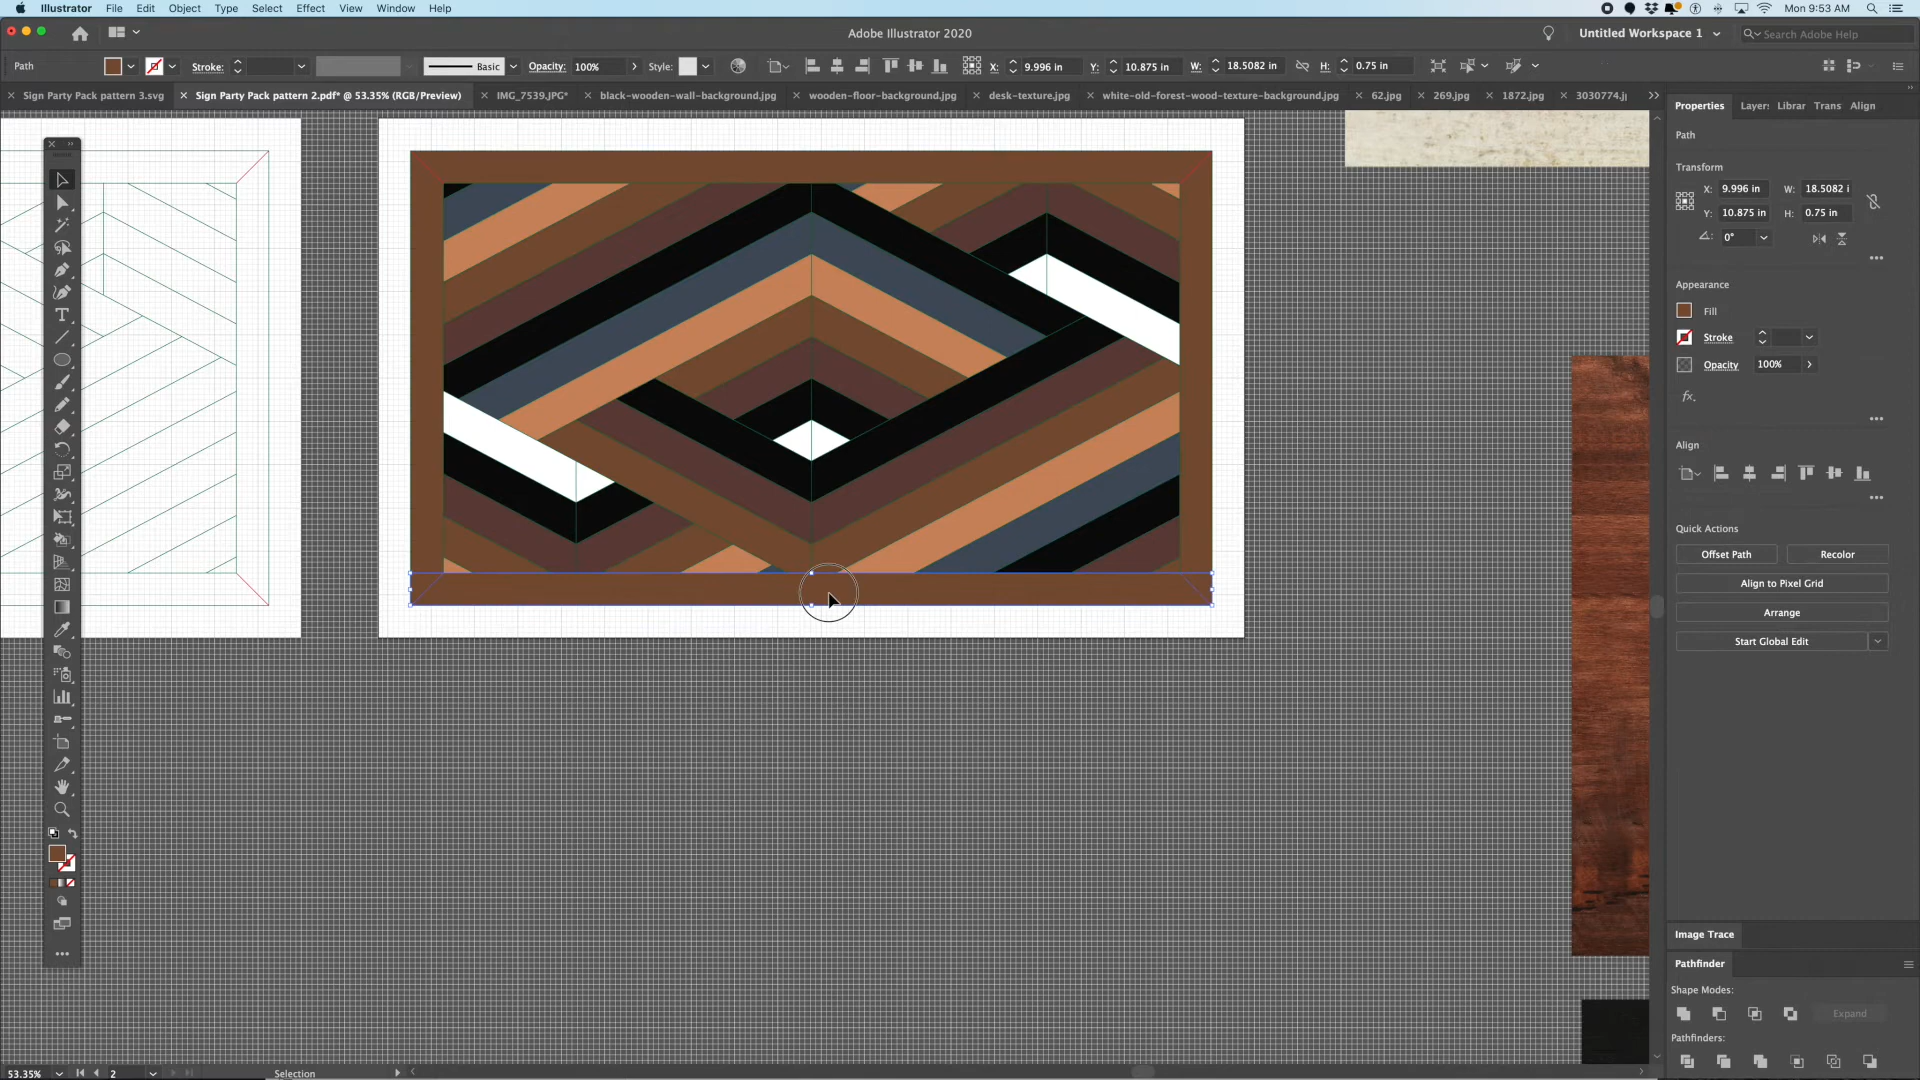 Illustrator File Edit Object Type Select Effect View Window Help Mon 9:53 AM
Adobe Illustrator 2020 Untitled Workspace 1 Search Adobe Help
Path Stroke: Basic Opacity: 100% Style: X: 9.996 in Y: 10.875 in W: 18.5082 in H: 0.75 in
Sign Party Pack pattern 3.svg Sign Party Pack pattern 2.pdf* @ 53.35% (RGB/Preview) IMG_7539.JPG* black-wooden-wall-background.jpg wooden-floor-background.jpg desk-texture.jpg white-old-forest-wood-texture-background.jpg 62.jpg 269.jpg 1872.jpg 3030774.j
Properties Layers Librar Trans Align
Path
Transform
X: 9.996 in W: 18.5082 i
Y: 10.875 in H: 0.75 in
0°
Appearance
Fill
Stroke
Opacity 100%
fx.
Align
Quick Actions
Offset Path Recolor
Align to Pixel Grid
Arrange
Start Global Edit
Image Trace
Pathfinder
Shape Modes:
Expand
Pathfinders:
53.35% 2 Selection